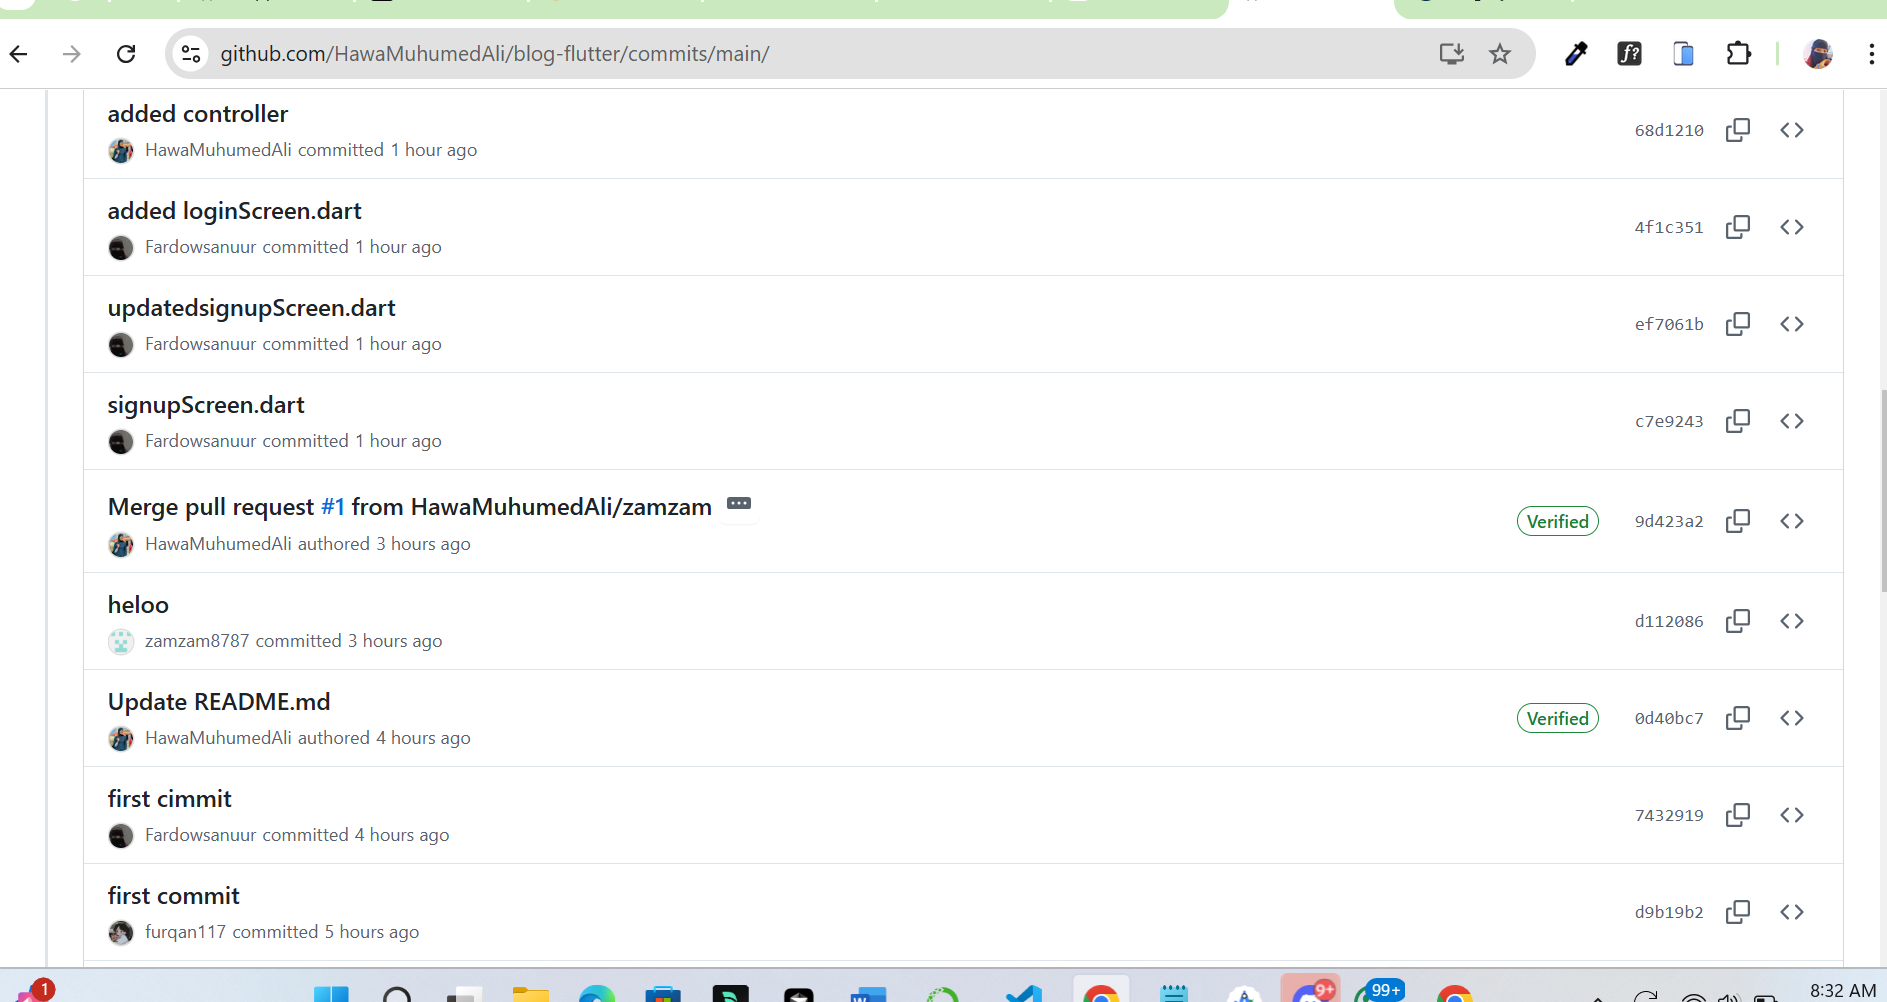 github.com/HawaMuhumedAli/blog-flutter/commits/main/
f?
added controller
HawaMuhumedAli committed 1 hour ago
68d1210
added loginScreen.dart
Fardowsanuur committed 1 hour ago
4f1c351
updatedsignupScreen.dart
Fardowsanuur committed 1 hour ago
ef7061b
signupScreen.dart
Fardowsanuur committed 1 hour ago
c7e9243
Merge pull request #1 from HawaMuhumedAli/zamzam
HawaMuhumedAli authored 3 hours ago
Verified
9d423a2
heloo
zamzam8787 committed 3 hours ago
d112086
Update README.md
HawaMuhumedAli authored 4 hours ago
Verified
0d40bc7
first cimmit
Fardowsanuur committed 4 hours ago
7432919
first commit
furqan117 committed 5 hours ago
d9b19b2
1
W
9+
99+
8:32 AM